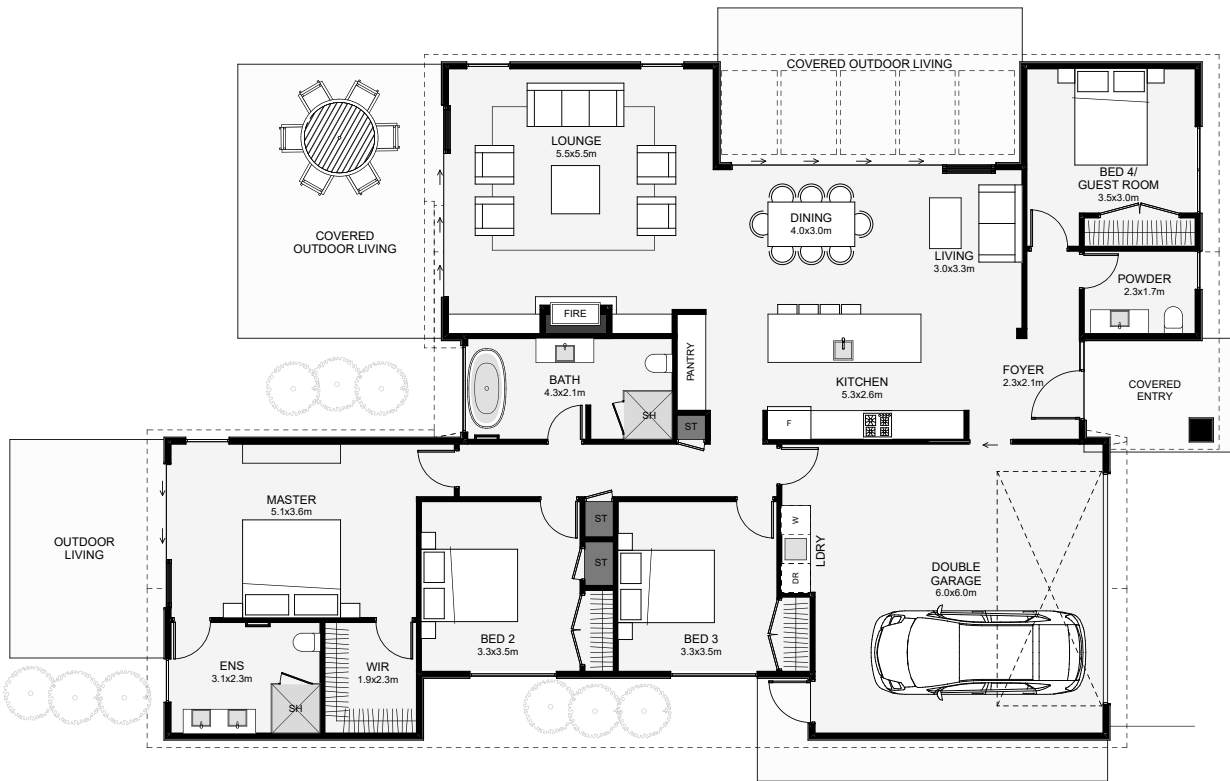 COVERED OUTDOOR LIVING
LOUNGE
5.5x5.5m
BED 4/
GUEST ROOM
3.5x3.0m
DINING
4.0x3.0m
COVERED
OUTDOOR LIVING
LIVING
3.0x3.3m
POWDER
2.3x1.7m
FIRE
PANTRY
BATH
4.3x2.1m
KITCHEN
5.3x2.6m
FOYER
2.3x2.1m
COVERED
ENTRY
SH
ST
F
MASTER
5.1x3.6m
OUTDOOR
LIVING
ST
ST
W
LDRY
DR
DOUBLE
GARAGE
6.0x6.0m
BED 2
3.3x3.5m
BED 3
3.3x3.5m
ENS
3.1x2.3m
WIR
1.9x2.3m
SH